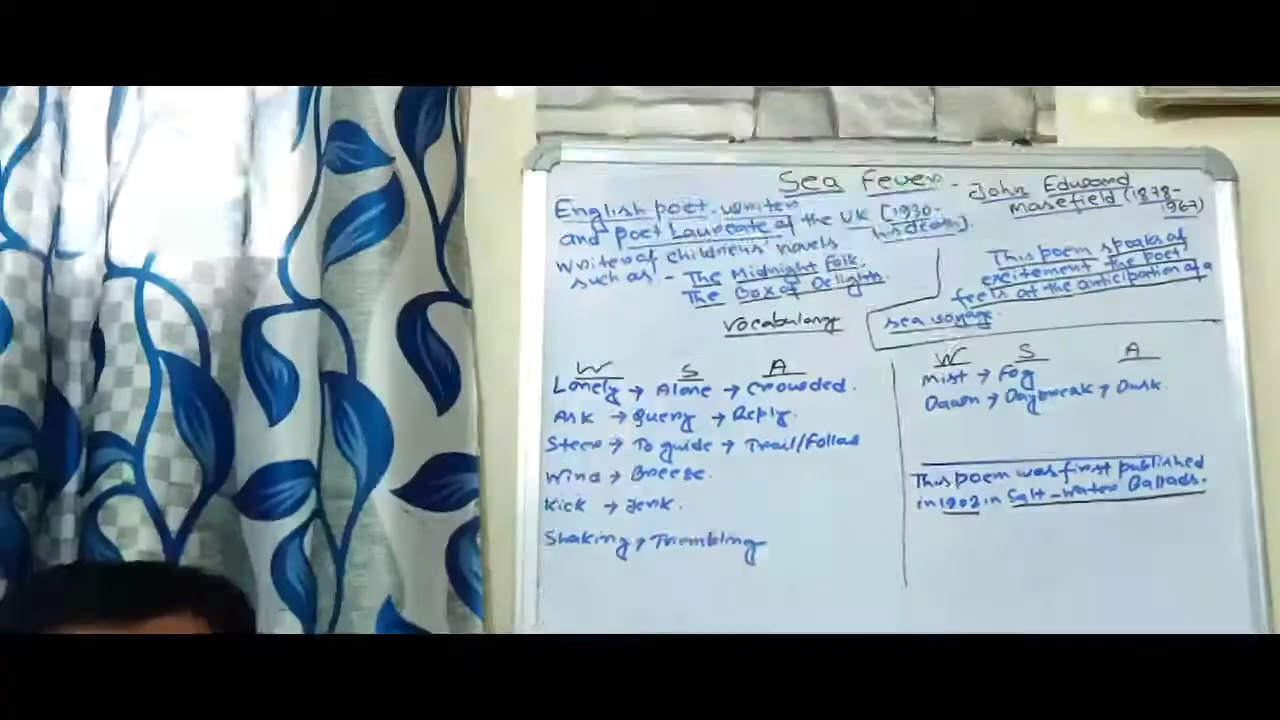 Sea Fever - John Edward
Masefield (1878-
1967)
English poet, writer
and poet Laureate of the UK [1930-
his death].
writer of childrens' novels
such as - The Midnight Folk.
The Box of Delights.
This poem speaks of
excitement the poet
feels at the anticipation of a
sea voyage.
Vocabulary
W S A
Lonely → Alone → Crowded.
Ask → Query → Reply.
Steer → To guide → Trail/Follow
Wind → Breeze.
Kick → Jerk.
Shaking → Trembling
W S A
Mist → Fog
Dawn → Daybreak → Dusk.
This poem was first published
in 1902 in Salt-Water Ballads.